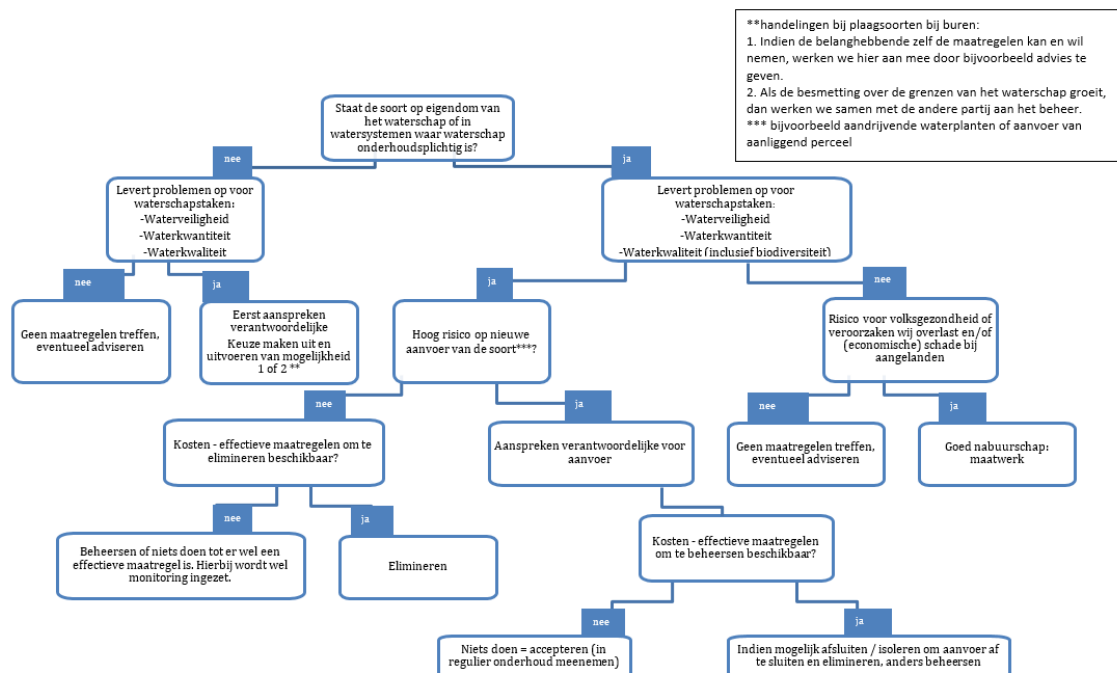 **handelingen bij plaagsoorten bij buren:
1. Indien de belanghebbende zelf de maatregelen kan en wil
nemen, werken we hier aan mee door bijvoorbeeld advies te
geven.
2. Als de besmetting over de grenzen van het waterschap groeit,
dan werken we samen met de andere partij aan het beheer.
*** bijvoorbeeld aandrijvende waterplanten of aanvoer van
aanliggend perceel
Staat de soort op eigendom van
het waterschap of in
watersystemen waar waterschap
onderhoudsplichtig is?
nee
Levert problemen op voor
waterschapstaken:
-Waterveiligheid
-Waterkwantiteit
-Waterkwaliteit
ja
Levert problemen op voor
waterschapstaken:
-Waterveiligheid
-Waterkwantiteit
-Waterkwaliteit (inclusief biodiversiteit)
nee
Geen maatregelen treffen,
eventueel adviseren
ja
Eerst aanspreken
verantwoordelijke
Keuze maken uit en
uitvoeren van mogelijkheid
1 of 2 **
ja
Hoog risico op nieuwe
aanvoer van de soort***?
nee
Risico voor volksgezondheid of
veroorzaken wij overlast en/of
(economische) schade bij
aangelanden
nee
Kosten - effectieve maatregelen om te
elimineren beschikbaar?
ja
Aanspreken verantwoordelijke voor
aanvoer
nee
Geen maatregelen treffen,
eventueel adviseren
ja
Goed nabuurschap:
maatwerk
nee
Beheersen of niets doen tot er wel een
effectieve maatregel is. Hierbij wordt wel
monitoring ingezet.
ja
Elimineren
Kosten - effectieve maatregelen
om te beheersen beschikbaar?
nee
Niets doen = accepteren (in
regulier onderhoud meenemen)
ja
Indien mogelijk afsluiten / isoleren om aanvoer af
te sluiten en elimineren, anders beheersen